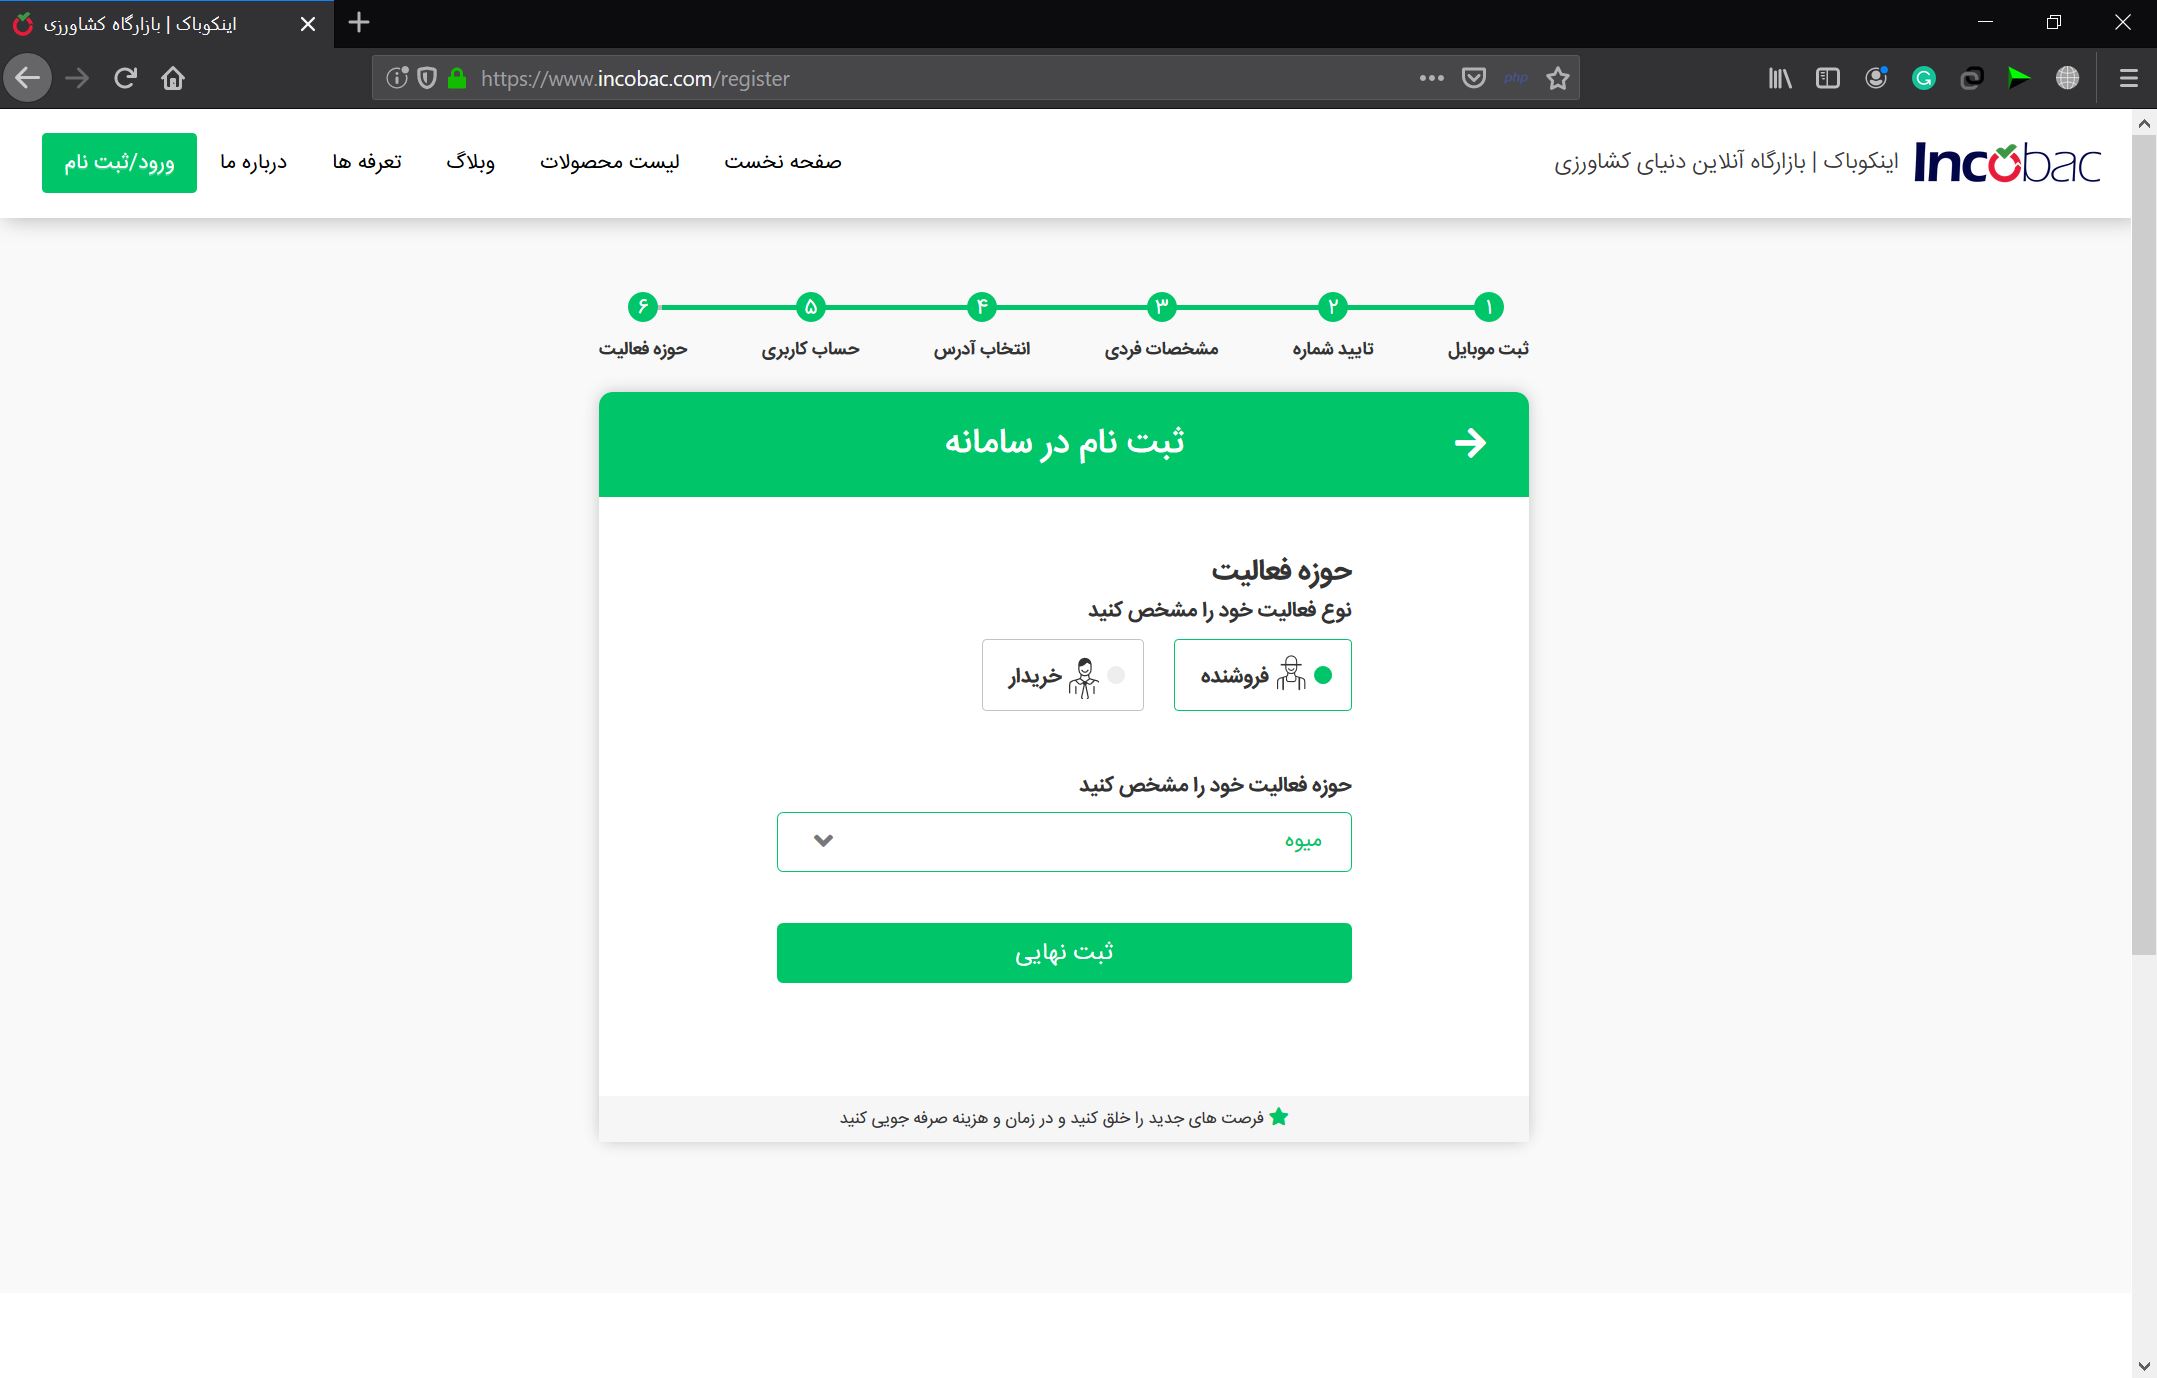 اینکوباک | بازارگاه کشاورزی
https://www.incobac.com/register
php
Incobac
اینکوباک | بازارگاه آنلاین دنیای کشاورزی
صفحه نخست
لیست محصولات
وبلاگ
تعرفه ها
درباره ما
ورود/ثبت نام
۱ ۲ ۳ ۴ ۵ ۶
ثبت موبایل
تایید شماره
مشخصات فردی
انتخاب آدرس
حساب کاربری
حوزه فعالیت
ثبت نام در سامانه
حوزه فعالیت
نوع فعالیت خود را مشخص کنید
فروشنده
خریدار
حوزه فعالیت خود را مشخص کنید
میوه
ثبت نهایی
فرصت های جدید را خلق کنید و در زمان و هزینه صرفه جویی کنید